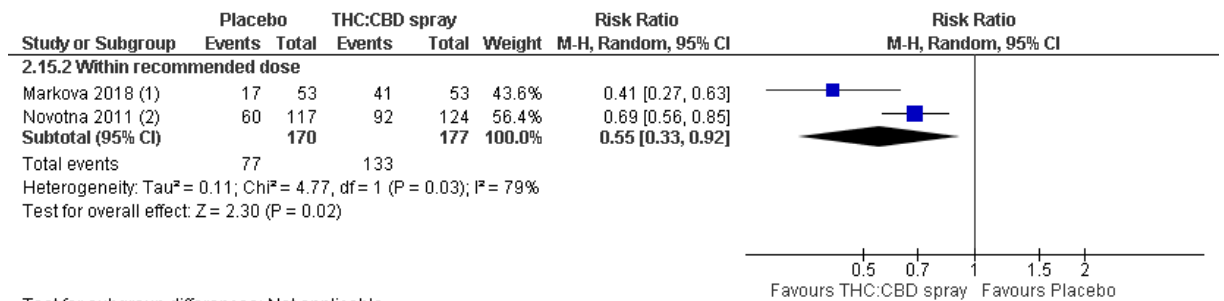 Placebo THC:CBD spray Risk Ratio Risk Ratio
Study or Subgroup Events Total Events Total Weight M-H, Random, 95% CI M-H, Random, 95% CI
2.15.2 Within recommended dose
Markova 2018 (1) 17 53 41 53 43.6% 0.41 [0.27, 0.63]
Novotna 2011 (2) 60 117 92 124 56.4% 0.69 [0.56, 0.85]
Subtotal (95% CI) 170 177 100.0% 0.55 [0.33, 0.92]
Total events 77 133
Heterogeneity: Tau² = 0.11; Chi² = 4.77, df = 1 (P = 0.03); I² = 79%
Test for overall effect: Z = 2.30 (P = 0.02)
0.5 0.7 1 1.5 2
Favours THC:CBD spray Favours Placebo